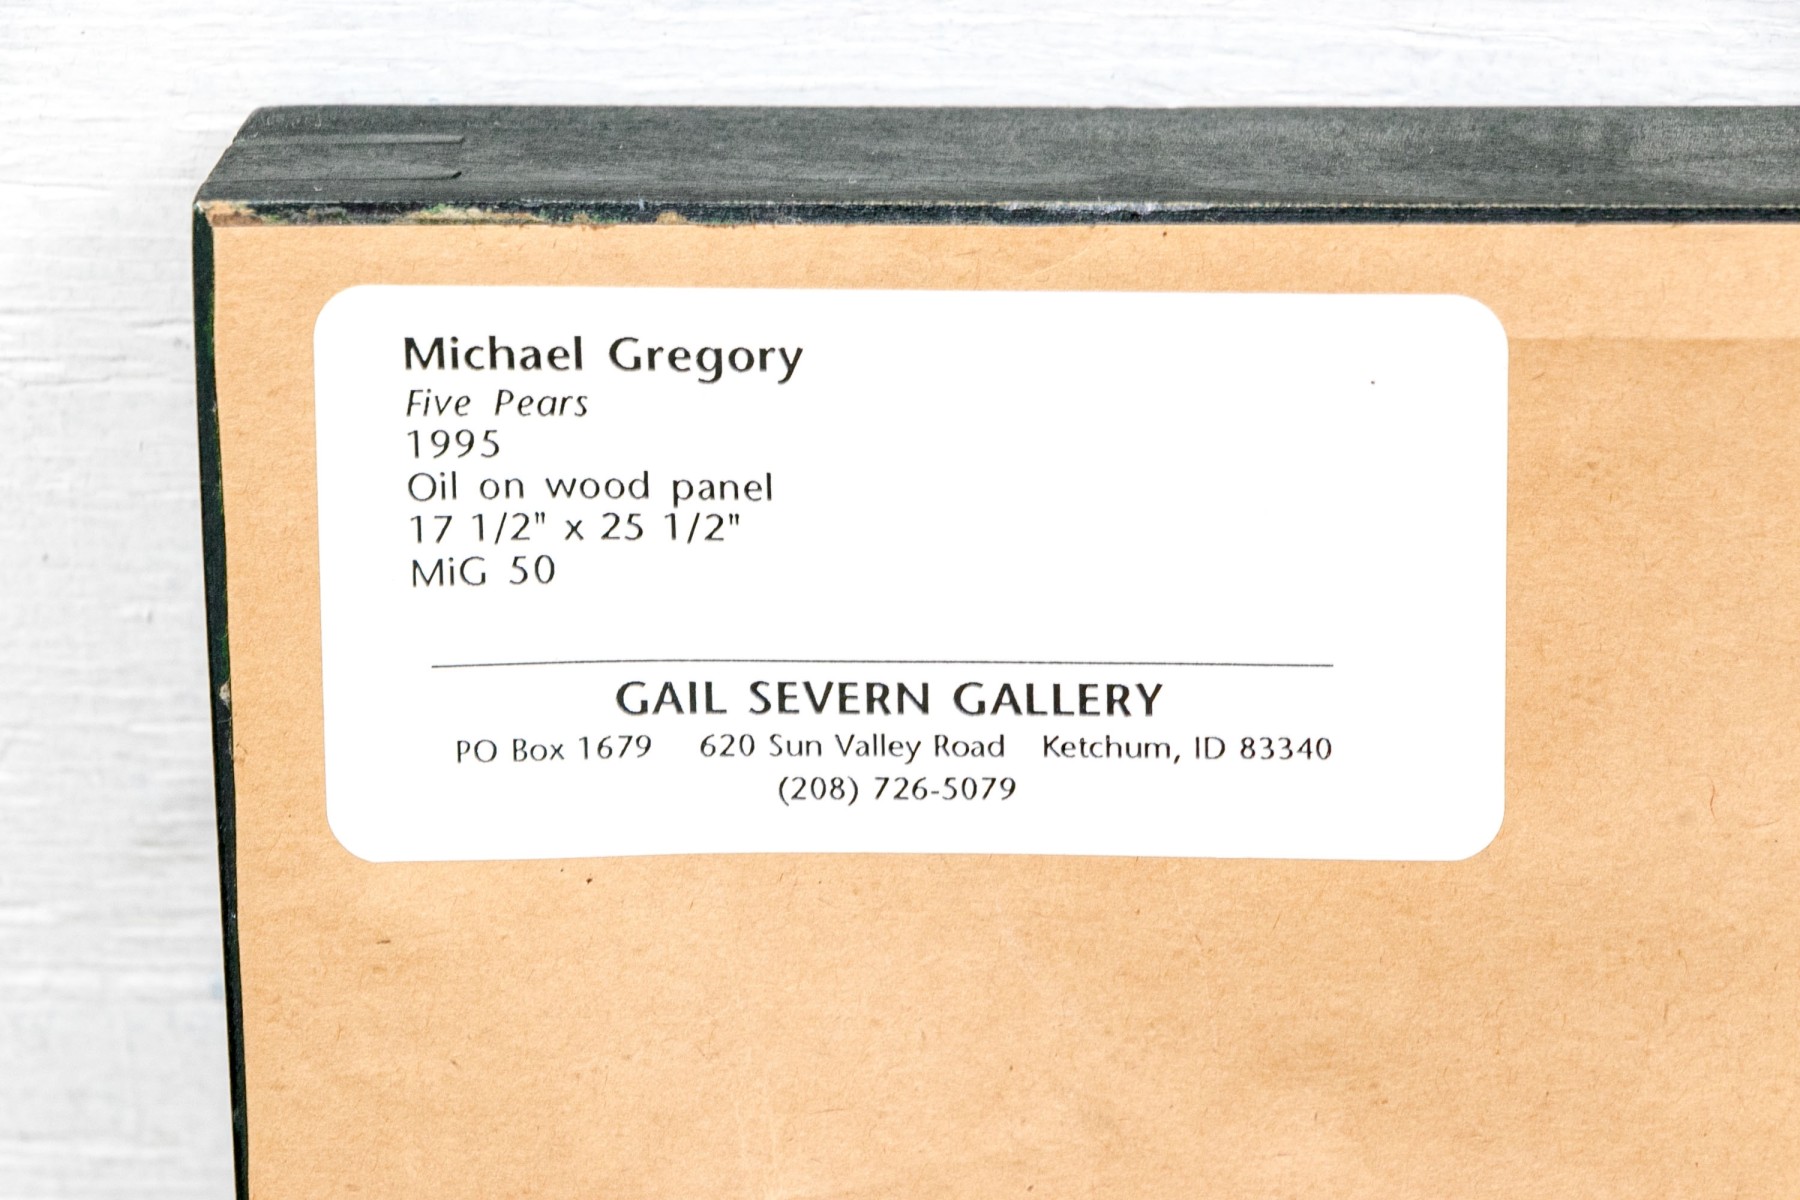 Michael Gregory
Five Pears
1995
Oil on wood panel
17 1/2" x 25 1/2"
MiG 50
GAIL SEVERN GALLERY
PO Box 1679 620 Sun Valley Road Ketchum, ID 83340
(208) 726-5079